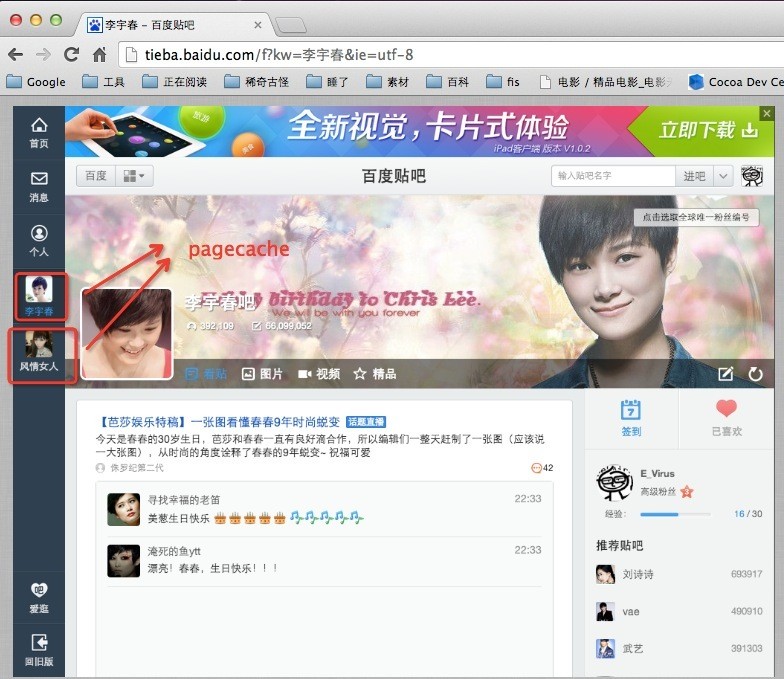 李宇春 – 百度贴吧
tieba.baidu.com/f?kw=李宇春&ie=utf-8
Google 工具 正在阅读 稀奇古怪 睡了 素材 百科 fis 电影 / 精品电影_电影 Cocoa Dev Ce
旅游
美食
全新视觉，卡片式体验
iPad客户端 版本 V1.0.2
立即下载
首页
消息
个人
李宇春
风情女人
吧
爱逛
回旧版
百度
百度贴吧
输入贴吧名字
进吧
点击选取全球唯一粉丝编号
pagecache
birthday to Chris Lee.
We will be with you forever
李宇春吧
392,109 66,099,052
看贴 图片 视频 精品
【芭莎娱乐特稿】一张图看懂春春9年时尚蜕变 话题直播
今天是春春的30岁生日，芭莎和春春一直有良好滴合作，所以编辑们一整天赶制了一张图（应该说
一大张图），从时尚的角度诠释了春春的9年蜕变~ 祝福可爱
侏罗纪第二代
42
寻找幸福的老笛 22:33
美葱生日快乐
淹死的鱼ytt 22:33
漂亮！春春，生日快乐！！！
7
签到
已喜欢
E_Virus
高级粉丝
经验： 16 / 30
推荐贴吧
刘诗诗 693917
vae 490910
武艺 391303